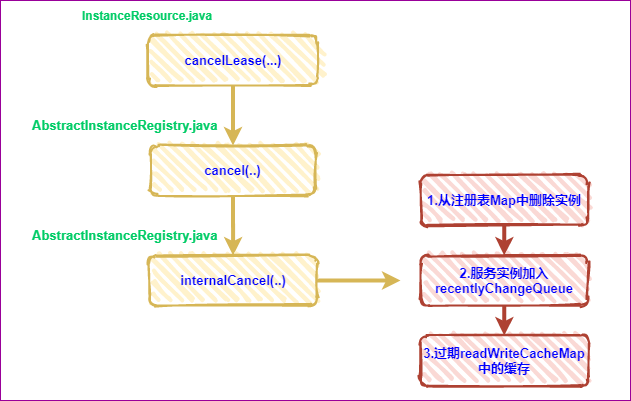 InstanceResource.java
cancelLease(...)
AbstractInstanceRegistry.java
cancel(..)
AbstractInstanceRegistry.java
internalCancel(..)
1.从注册表Map中删除实例
2.服务实例加入
recentlyChangeQueue
3.过期readWriteCacheMap
中的缓存